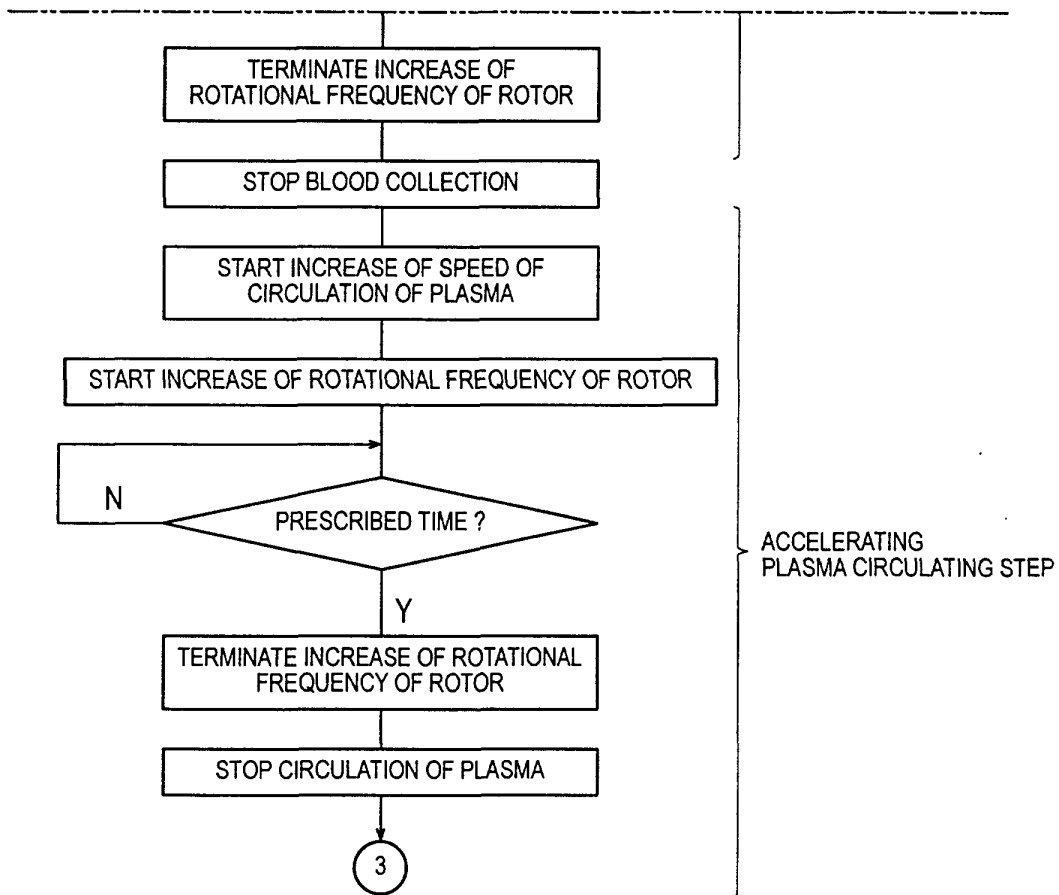 TERMINATE INCREASE OF
ROTATIONAL FREQUENCY OF ROTOR
STOP BLOOD COLLECTION
START INCREASE OF SPEED OF
CIRCULATION OF PLASMA
START INCREASE OF ROTATIONAL FREQUENCY OF ROTOR
N
PRESCRIBED TIME ?
ACCELERATING
PLASMA CIRCULATING STEP
Y
TERMINATE INCREASE OF ROTATIONAL
FREQUENCY OF ROTOR
STOP CIRCULATION OF PLASMA
3